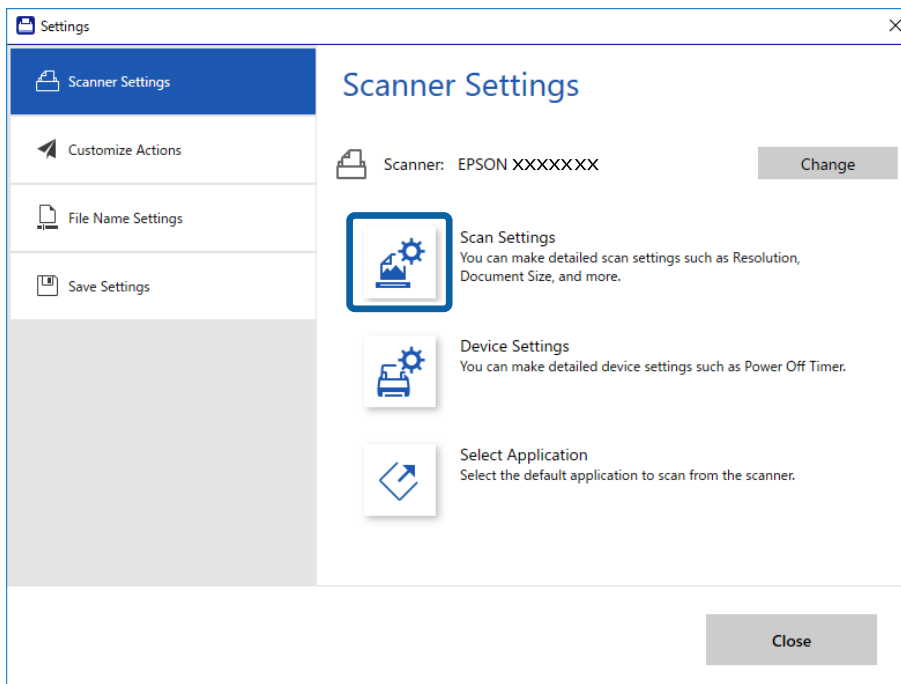 Settings
Scanner Settings
Customize Actions
File Name Settings
Save Settings
Scanner Settings
Scanner: EPSON XXXXXXX
Change
Scan Settings
You can make detailed scan settings such as Resolution,
Document Size, and more.
Device Settings
You can make detailed device settings such as Power Off Timer.
Select Application
Select the default application to scan from the scanner.
Close